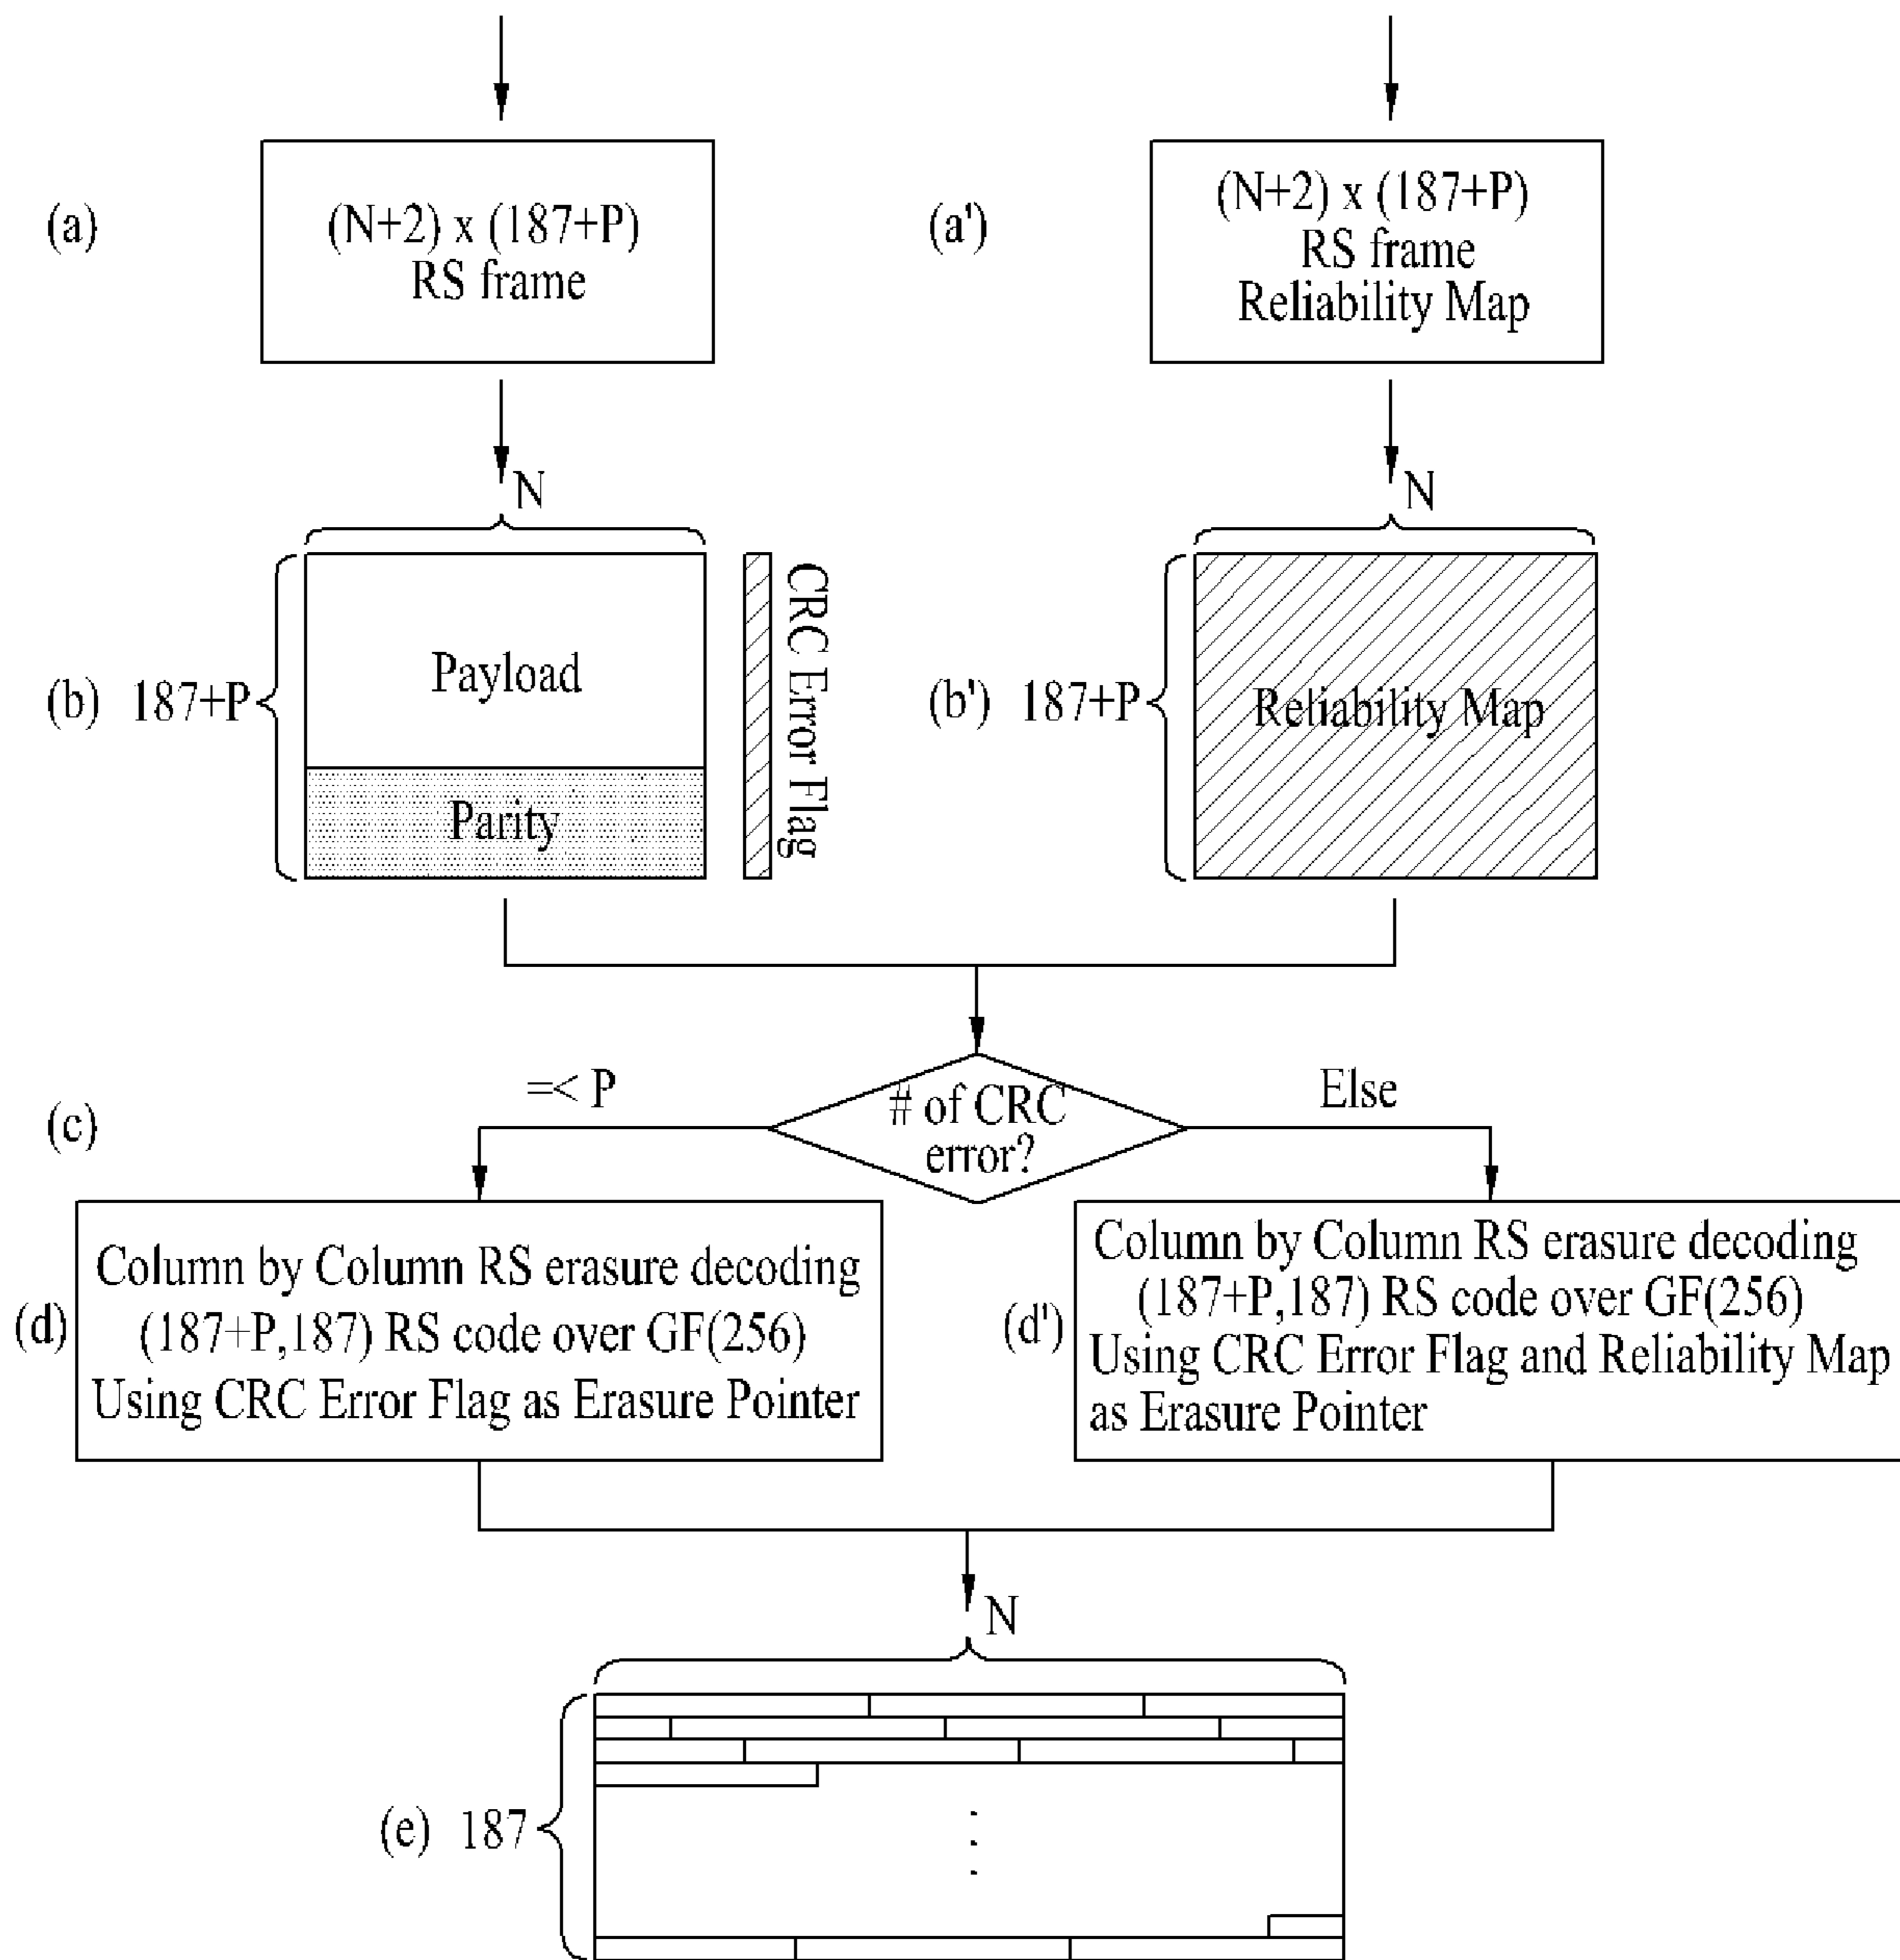 (a)
(N+2) x (187+P)
RS frame
(a')
(N+2) x (187+P)
RS frame
Reliability Map
N
N
(b)
187+P
Payload
Parity
CRC Error Flag
(b')
187+P
Reliability Map
(c)
=< P
# of CRC
error?
Else
(d)
Column by Column RS erasure decoding
(187+P,187) RS code over GF(256)
Using CRC Error Flag as Erasure Pointer
(d')
Column by Column RS erasure decoding
(187+P,187) RS code over GF(256)
Using CRC Error Flag and Reliability Map
as Erasure Pointer
N
(e)
187